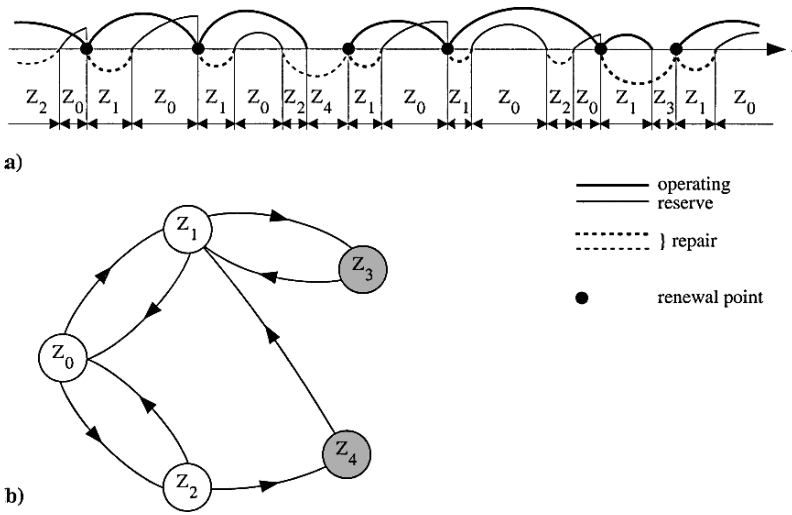 t
Z2 Z0 Z1 Z0 Z1 Z0 Z2 Z4 Z1 Z0 Z1 Z0 Z2 Z0 Z1 Z3 Z1 Z0
a)
operating
reserve
} repair
renewal point
Z1
Z3
Z0
Z4
Z2
b)